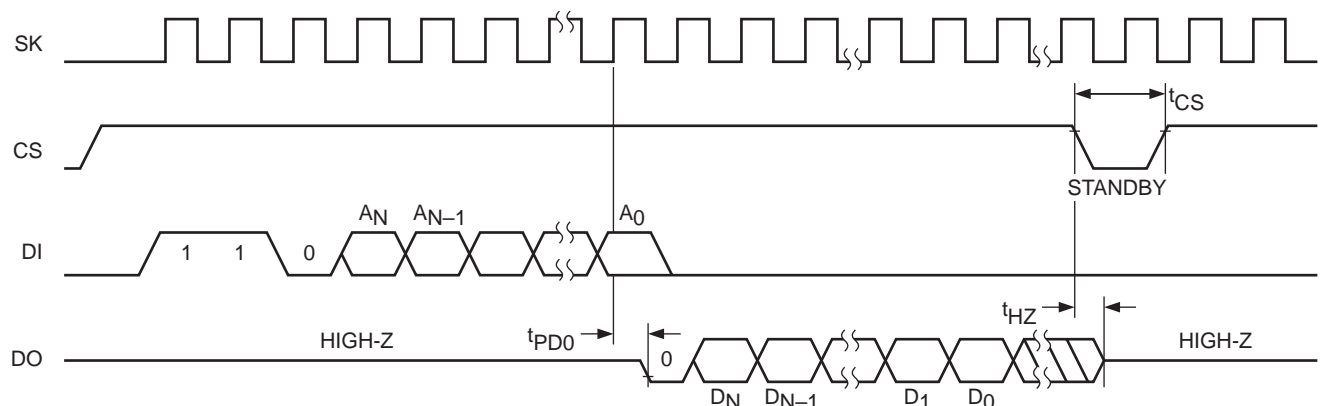 SK
tCS
CS
STANDBY
AN AN–1 A0
DI 1 1 0
tPD0 tHZ
DO HIGH-Z 0 HIGH-Z
DN DN–1 D1 D0